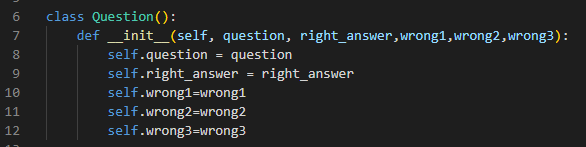 6 class Question():
7     def __init__(self, question, right_answer,wrong1,wrong2,wrong3):
8         self.question = question
9         self.right_answer = right_answer
10         self.wrong1=wrong1
11         self.wrong2=wrong2
12         self.wrong3=wrong3